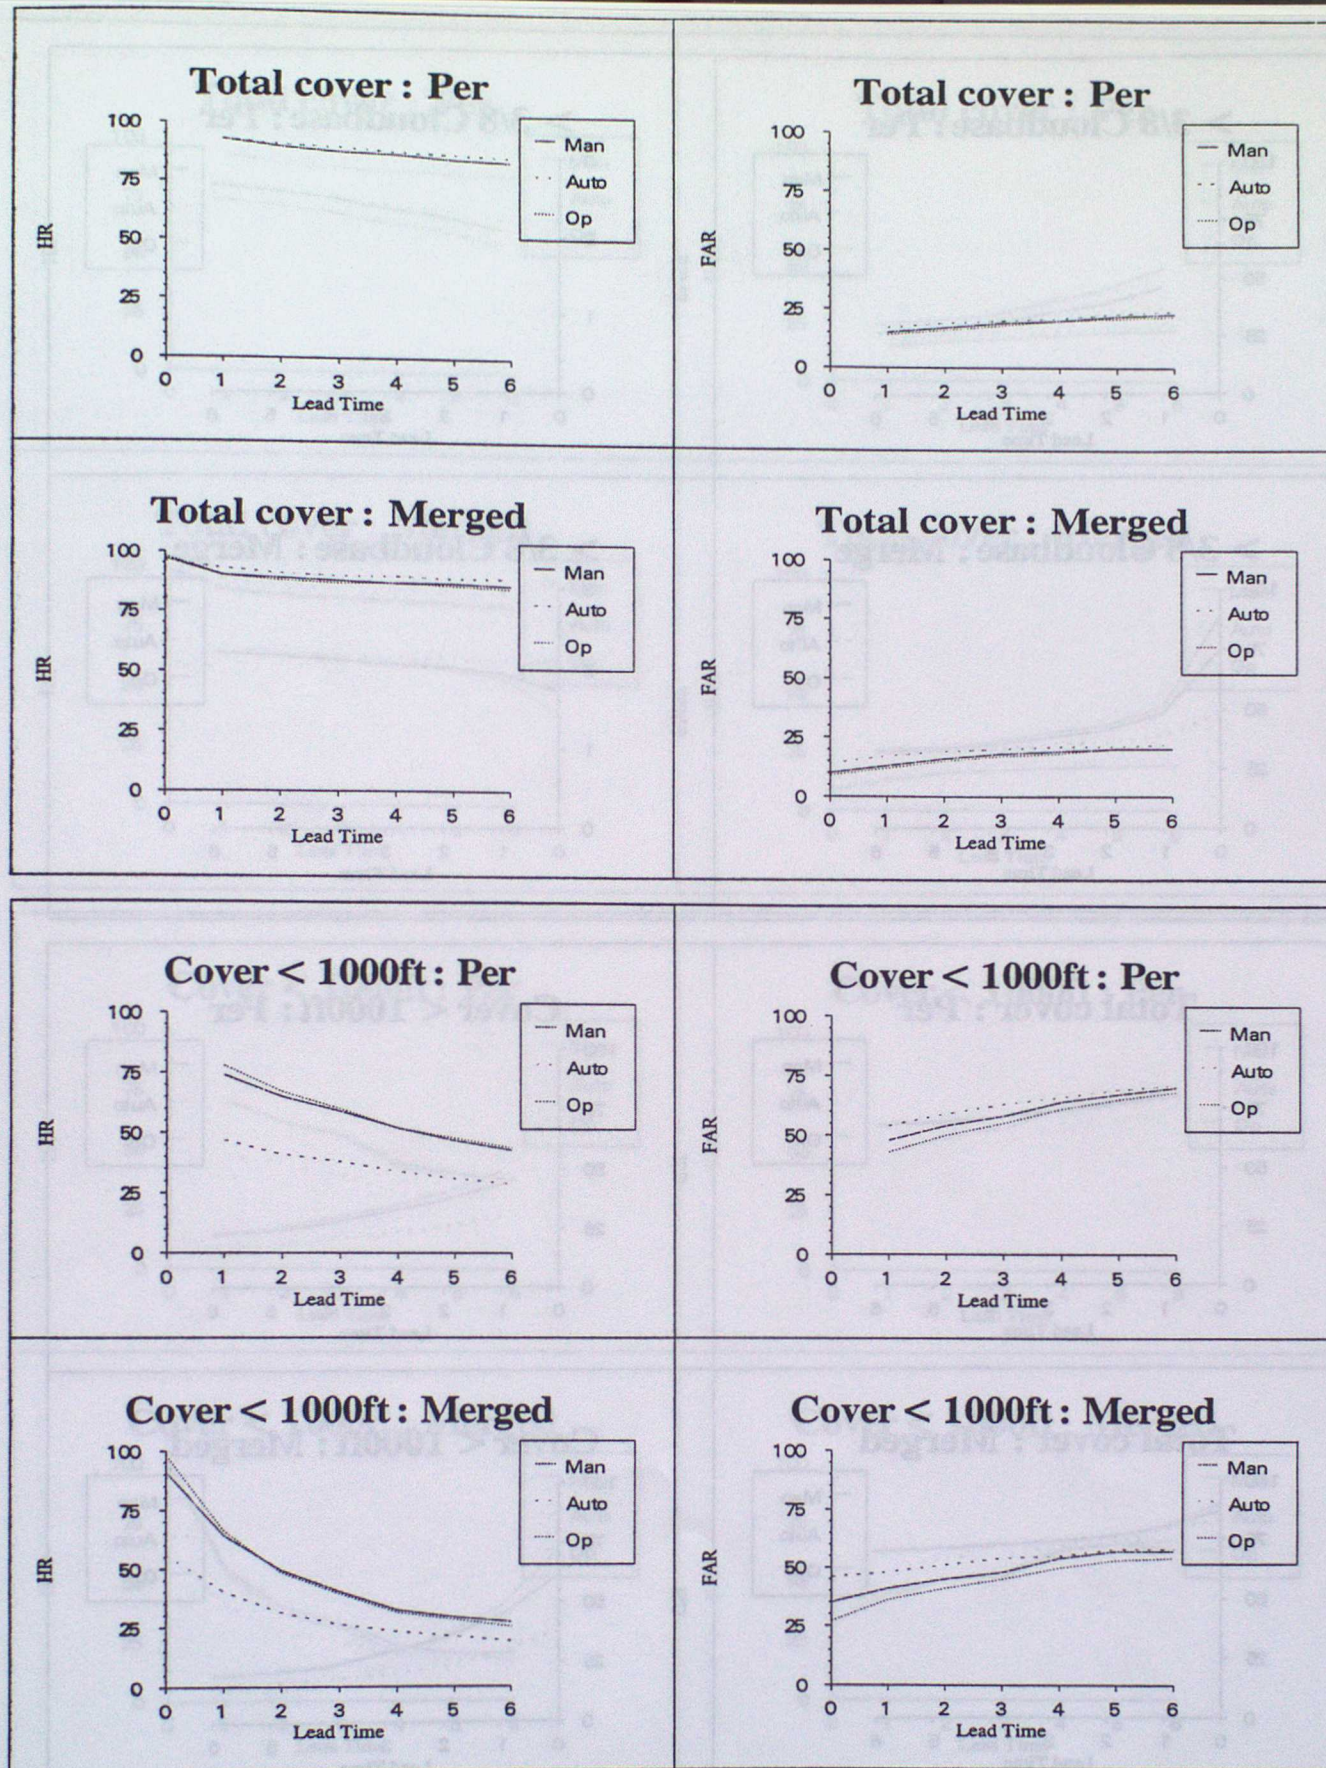 Total cover : Per
100
75
50
25
0
HR
0 1 2 3 4 5 6
Lead Time
Man
Auto
Op
Total cover : Per
100
75
50
25
0
FAR
0 1 2 3 4 5 6
Lead Time
Man
Auto
Op
Total cover : Merged
100
75
50
25
0
HR
0 1 2 3 4 5 6
Lead Time
Man
Auto
Op
Total cover : Merged
100
75
50
25
0
FAR
0 1 2 3 4 5 6
Lead Time
Man
Auto
Op
Cover < 1000ft : Per
100
75
50
25
0
HR
0 1 2 3 4 5 6
Lead Time
Man
Auto
Op
Cover < 1000ft : Per
100
75
50
25
0
FAR
0 1 2 3 4 5 6
Lead Time
Man
Auto
Op
Cover < 1000ft : Merged
100
75
50
25
0
HR
0 1 2 3 4 5 6
Lead Time
Man
Auto
Op
Cover < 1000ft : Merged
100
75
50
25
0
FAR
0 1 2 3 4 5 6
Lead Time
Man
Auto
Op